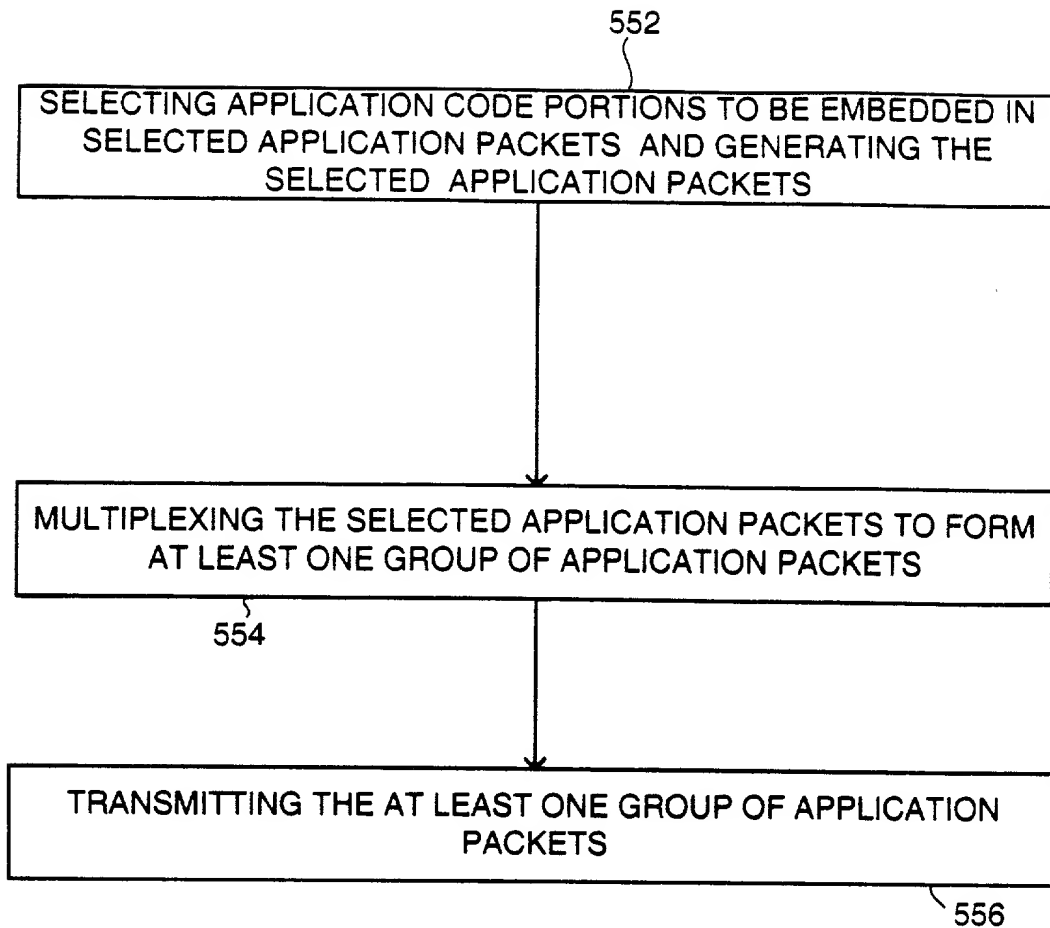 552
SELECTING APPLICATION CODE PORTIONS TO BE EMBEDDED IN
SELECTED APPLICATION PACKETS AND GENERATING THE
SELECTED APPLICATION PACKETS
MULTIPLEXING THE SELECTED APPLICATION PACKETS TO FORM
AT LEAST ONE GROUP OF APPLICATION PACKETS
554
TRANSMITTING THE AT LEAST ONE GROUP OF APPLICATION
PACKETS
556